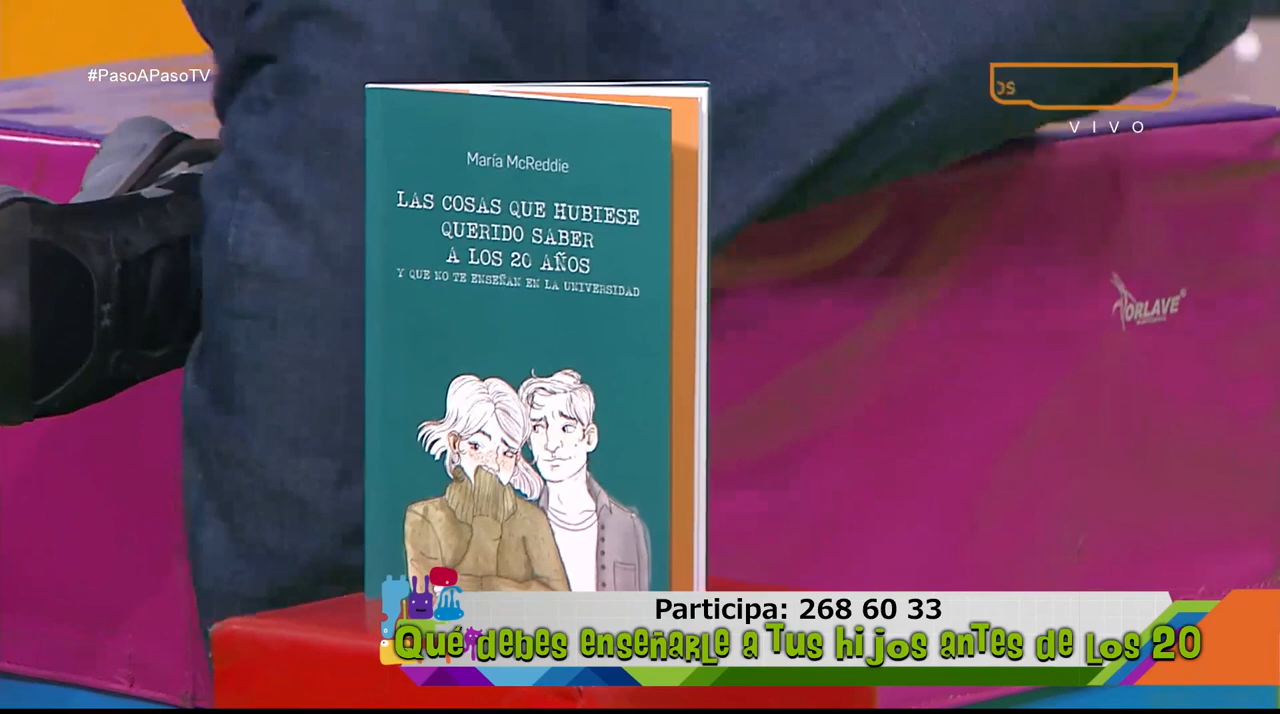 #PasoAPasoTV
OS
VIVO
María McReddie
LAS COSAS QUE HUBIESE
QUERIDO SABER
A LOS 20 AÑOS
Y QUE NO TE ENSEÑAN EN LA UNIVERSIDAD
ORLAVE
Participa: 268 60 33
Qué debes enseñarle a tus hijos antes de los 20